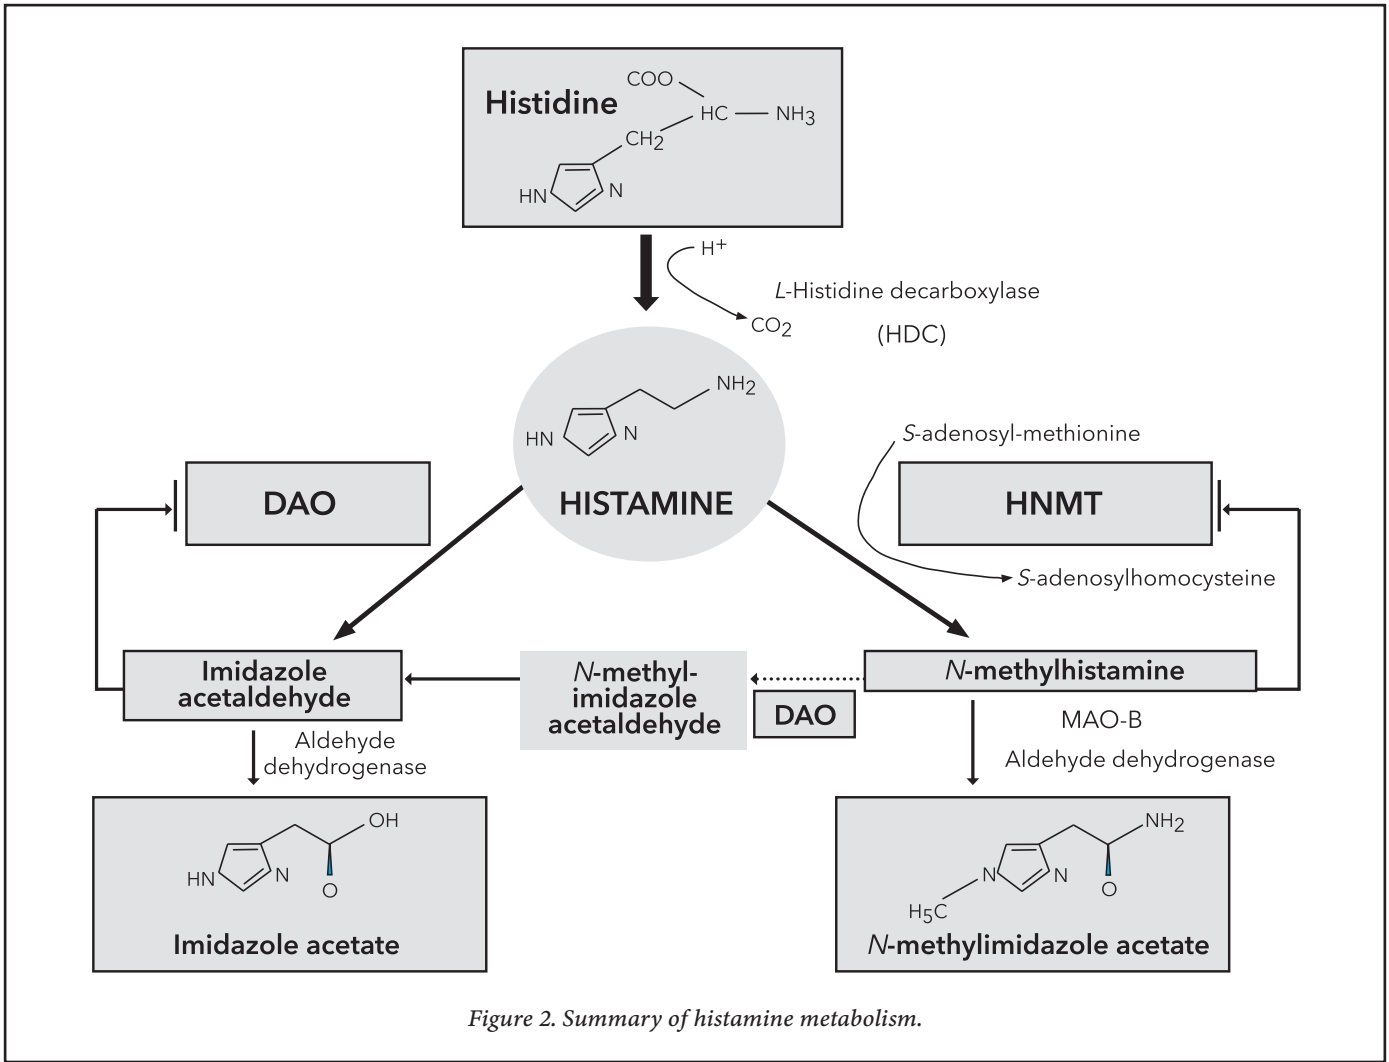 Histidine
COO
HC
NH3
CH2
HN
N
H+
L-Histidine decarboxylase
CO2
(HDC)
NH2
HN
N
HISTAMINE
S-adenosyl-methionine
DAO
HNMT
S-adenosylhomocysteine
Imidazole
acetaldehyde
N-methyl-
imidazole
acetaldehyde
DAO
N-methylhistamine
Aldehyde
dehydrogenase
MAO-B
Aldehyde dehydrogenase
OH
HN
N
O
Imidazole acetate
NH2
N
N
O
H5C
N-methylimidazole acetate
Figure 2. Summary of histamine metabolism.